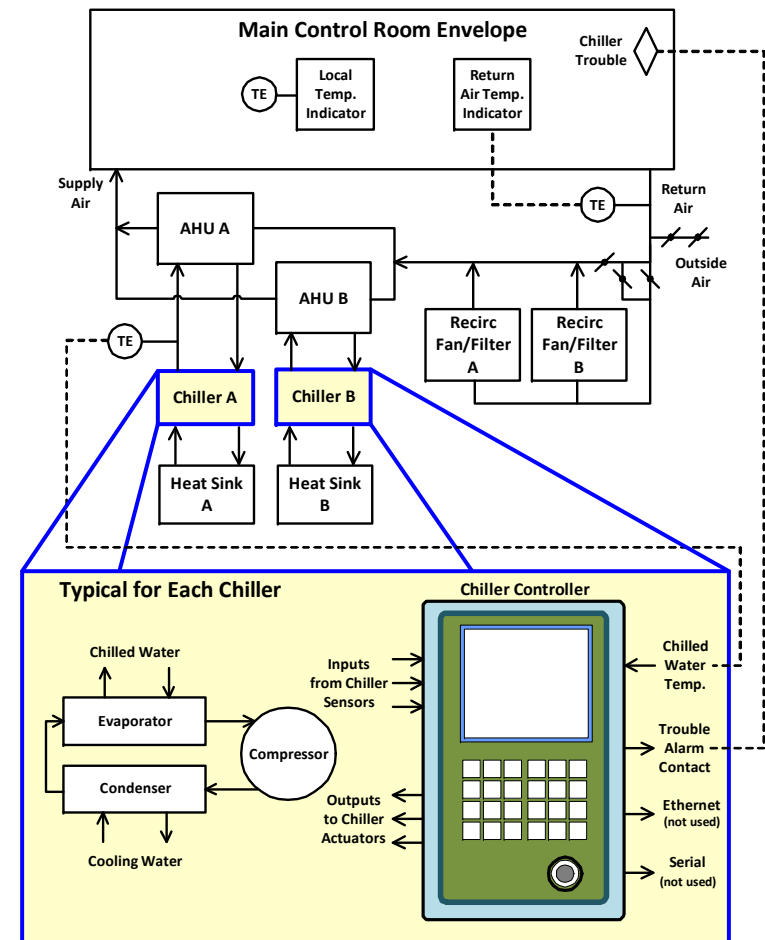 Main Control Room Envelope
Chiller
Trouble
TE
Local
Temp.
Indicator
Return
Air Temp.
Indicator
Supply
Air
TE
Return
Air
AHU A
Outside
Air
AHU B
TE
Recirc
Fan/Filter
A
Recirc
Fan/Filter
B
Chiller A
Chiller B
Heat Sink
A
Heat Sink
B
Typical for Each Chiller
Chiller Controller
Chilled Water
Evaporator
Compressor
Condenser
Cooling Water
Inputs
from Chiller
Sensors
Outputs
to Chiller
Actuators
Chilled
Water
Temp.
Trouble
Alarm
Contact
Ethernet
(not used)
Serial
(not used)